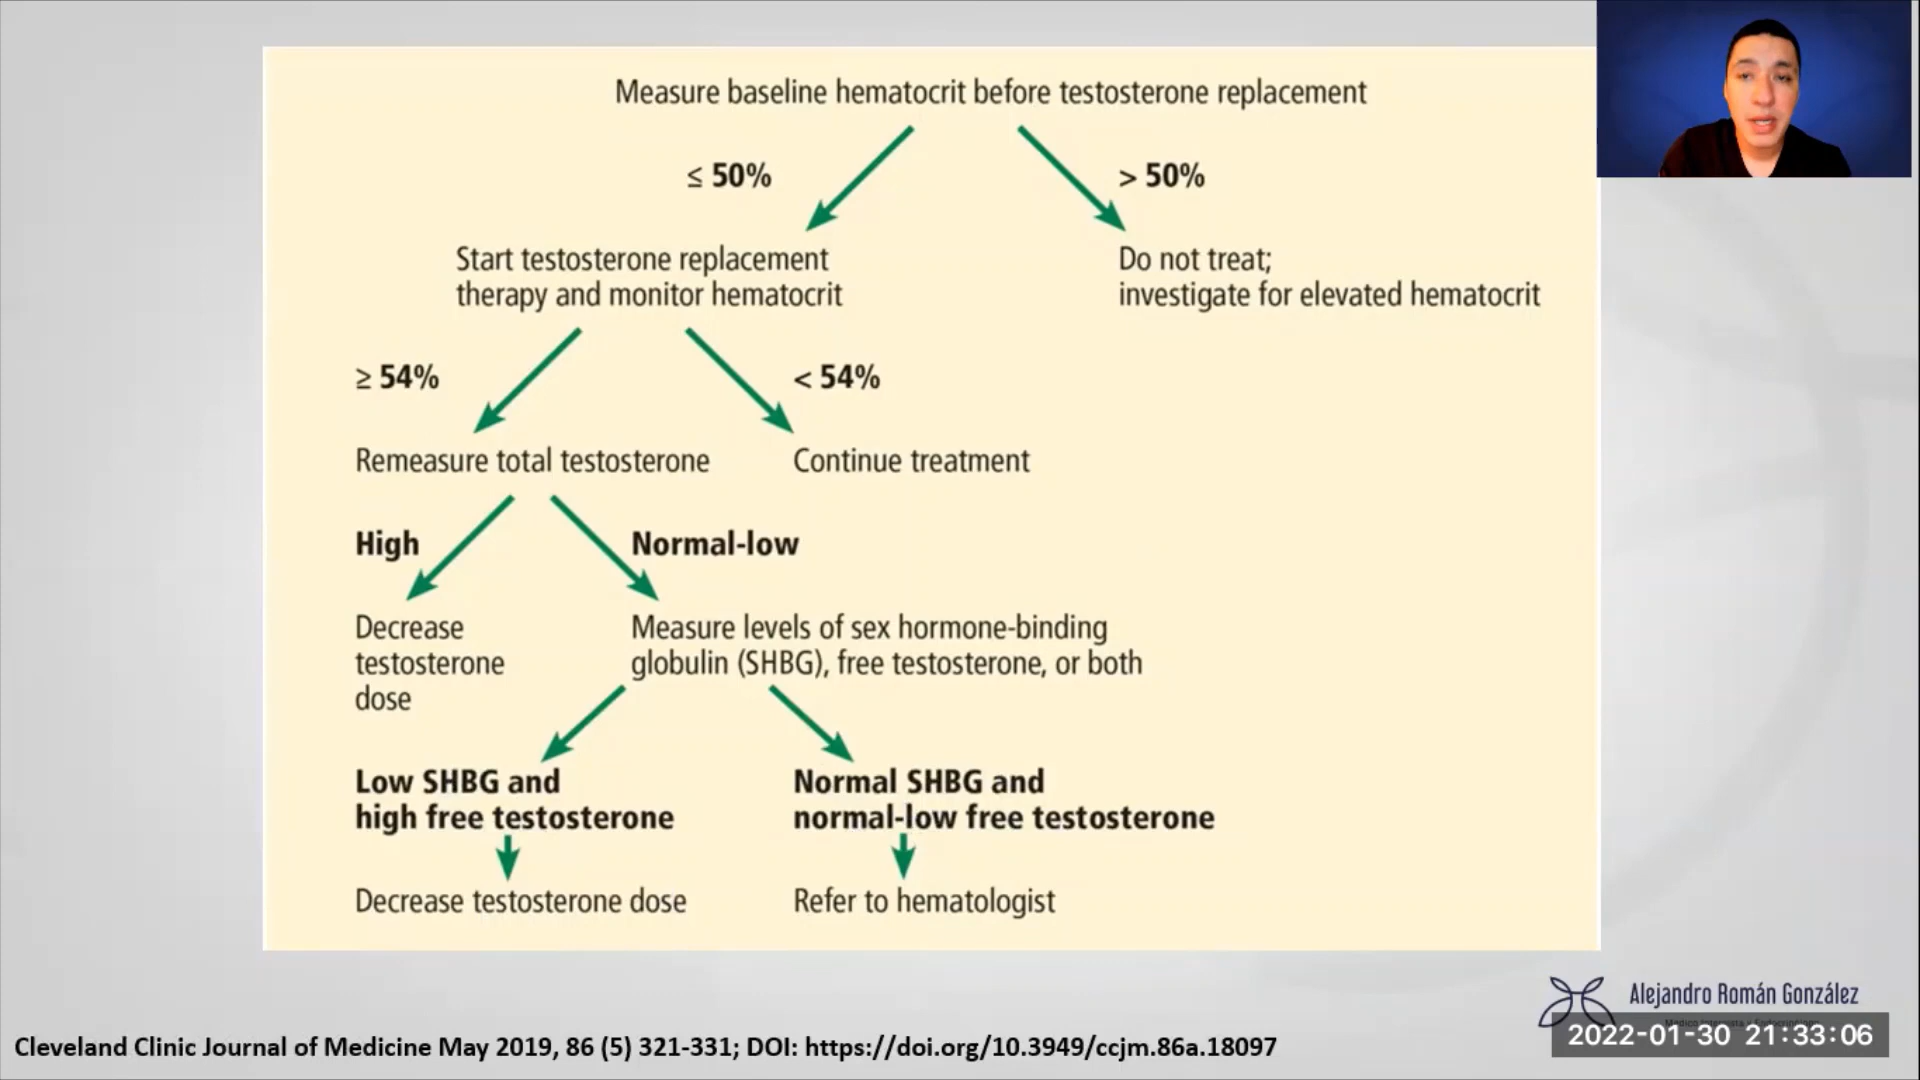 Measure baseline hematocrit before testosterone replacement
≤ 50%
> 50%
Start testosterone replacement
therapy and monitor hematocrit
Do not treat;
investigate for elevated hematocrit
≥ 54%
< 54%
Remeasure total testosterone
Continue treatment
High
Normal-low
Decrease
testosterone
dose
Measure levels of sex hormone-binding
globulin (SHBG), free testosterone, or both
Low SHBG and
high free testosterone
Normal SHBG and
normal-low free testosterone
Decrease testosterone dose
Refer to hematologist
Alejandro Román González
Cleveland Clinic Journal of Medicine May 2019, 86 (5) 321-331; DOI: https://doi.org/10.3949/ccjm.86a.18097
2022-01-30 21:33:06